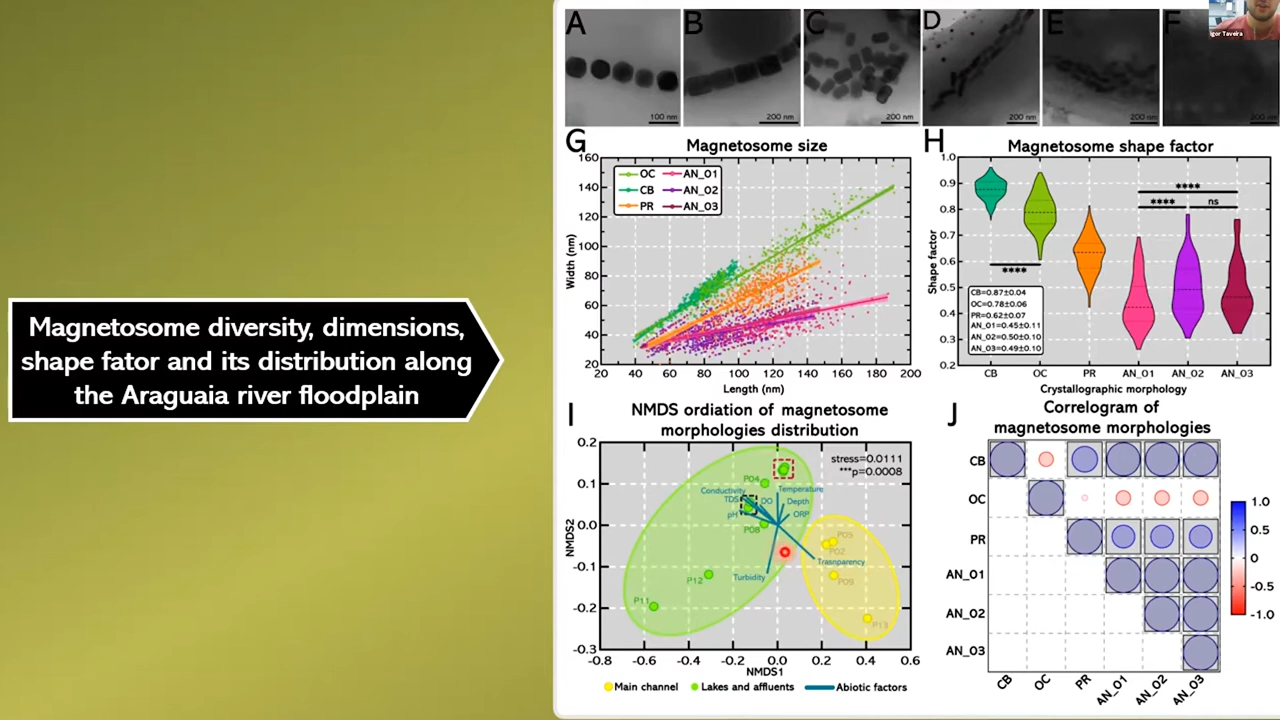 Magnetosome diversity, dimensions,
shape fator and its distribution along
the Araguaia river floodplain
A
B
C
D
E
F
Igor Taveira
100 nm
200 nm
200 nm
200 nm
200 nm
200 nm
G
Magnetosome size
OC
AN_01
CB
AN_02
PR
AN_03
Width (nm)
160
140
120
100
80
60
40
20
20 40 60 80 100 120 140 160 180 200
Length (nm)
H
Magnetosome shape factor
Shape factor
1.0
0.9
0.8
0.7
0.6
0.5
0.4
0.3
0.2
****
**** ns
****
CB=0.87±0.04
OC=0.78±0.06
PR=0.62±0.07
AN_01=0.45±0.11
AN_02=0.50±0.10
AN_03=0.49±0.10
CB OC PR AN_01 AN_02 AN_03
Crystallographic morphology
I
NMDS ordiation of magnetosome
morphologies distribution
stress=0.0111
***p=0.0008
NMDS2
0.2
0.1
0.0
-0.1
-0.2
-0.3
P04
Conductivity
TDS
DO
Temperature
Depth
pH
ORP
P08
P05
P02
Trasnparency
Turbidity
P09
P12
P11
P13
-0.8 -0.6 -0.4 -0.2 0.0 0.2 0.4 0.6
NMDS1
Main channel
Lakes and affluents
Abiotic factors
J
Correlogram of
magnetosome morphologies
CB
OC
PR
AN_01
AN_02
AN_03
CB OC PR AN_01 AN_02 AN_03
1.0
0.5
0
-0.5
-1.0